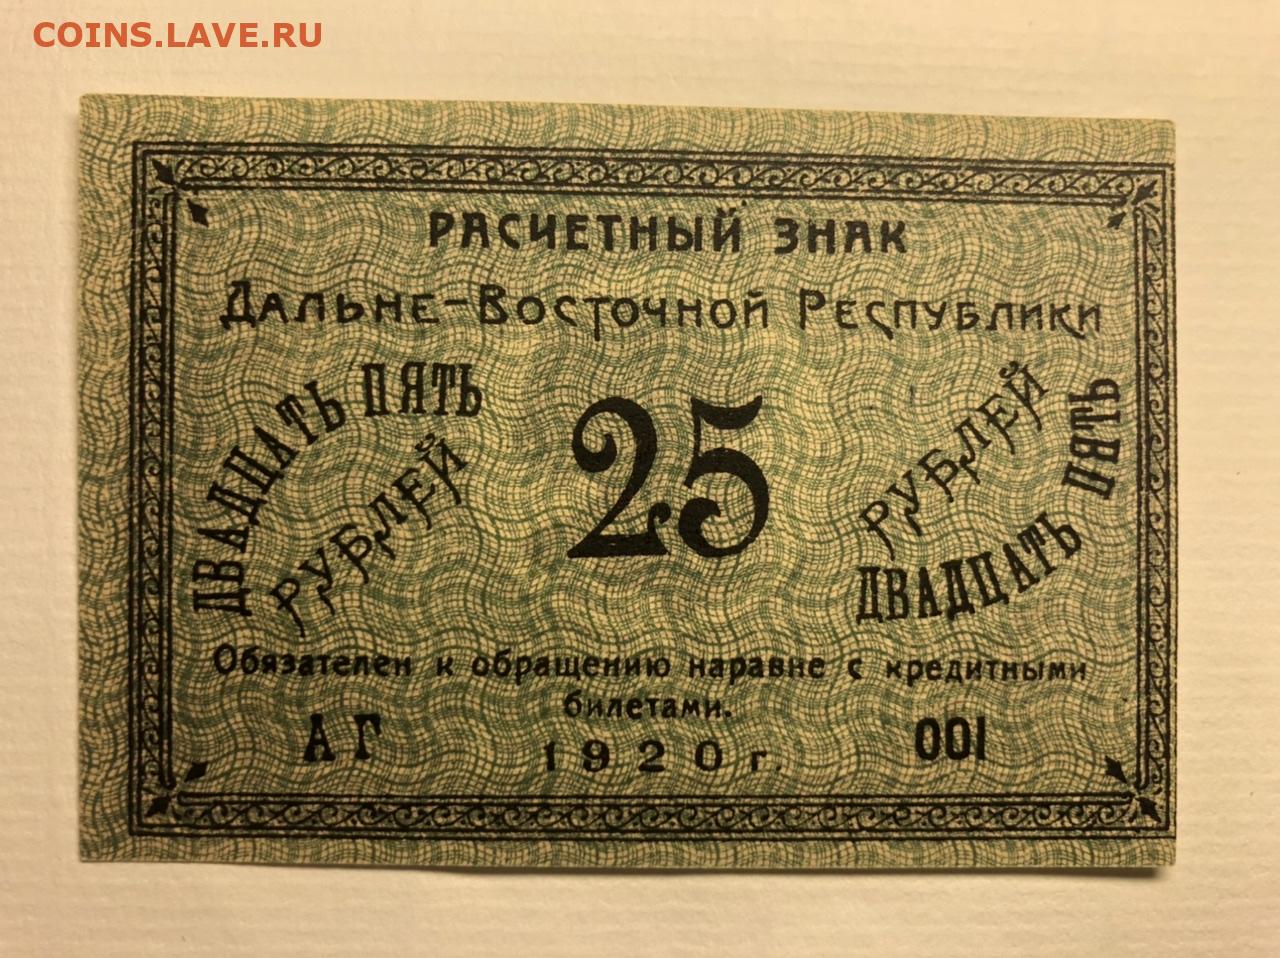 COINS.LAVE.RU
РАСЧЕТНЫЙ ЗНАК
ДАЛЬНЕ-ВОСТОЧНОЙ РЕСПУБЛИКИ
ДВАДЦАТЬ ПЯТЬ
РУБЛЕЙ
25
РУБЛЕЙ
ДВАДЦАТЬ ПЯТЬ
Обязателен к обращению наравне с кредитными
билетами.
АГ
1920 г.
001